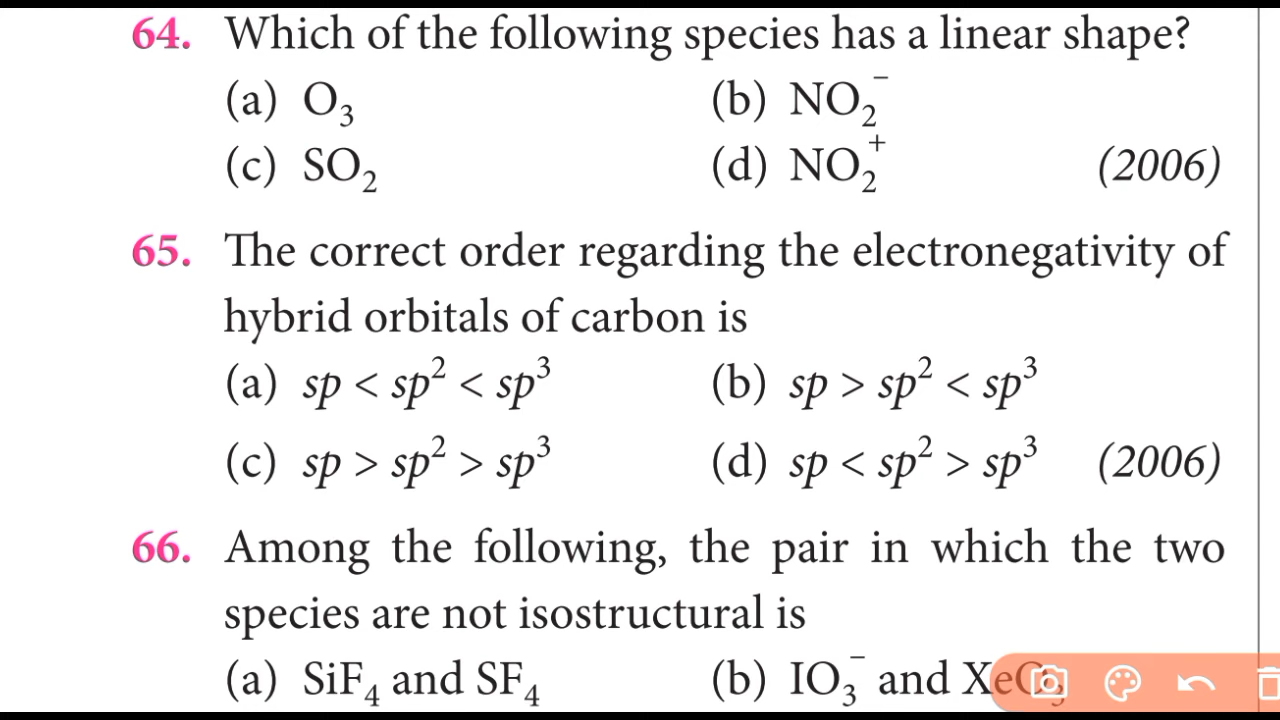 64. Which of the following species has a linear shape?
(a) O₃ (b) NO₂⁻
(c) SO₂ (d) NO₂⁺ (2006)
65. The correct order regarding the electronegativity of
hybrid orbitals of carbon is
(a) sp < sp² < sp³ (b) sp > sp² < sp³
(c) sp > sp² > sp³ (d) sp < sp² > sp³ (2006)
66. Among the following, the pair in which the two
species are not isostructural is
(a) SiF₄ and SF₄ (b) IO₃⁻ and XeO₃